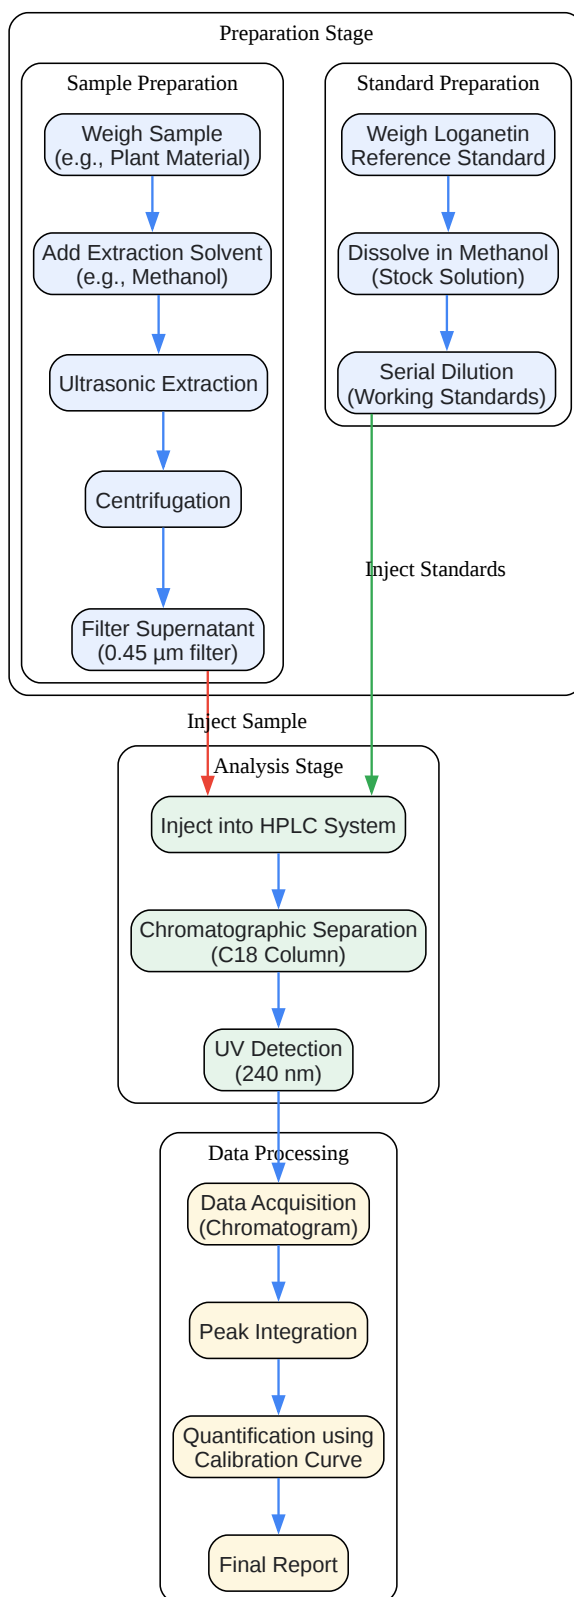 Preparation Stage
Sample Preparation
Weigh Sample
(e.g., Plant Material)
Add Extraction Solvent
(e.g., Methanol)
Ultrasonic Extraction
Centrifugation
Filter Supernatant
(0.45 µm filter)
Standard Preparation
Weigh Loganetin
Reference Standard
Dissolve in Methanol
(Stock Solution)
Serial Dilution
(Working Standards)
Inject Standards
Inject Sample
Analysis Stage
Inject into HPLC System
Chromatographic Separation
(C18 Column)
UV Detection
(240 nm)
Data Processing
Data Acquisition
(Chromatogram)
Peak Integration
Quantification using
Calibration Curve
Final Report